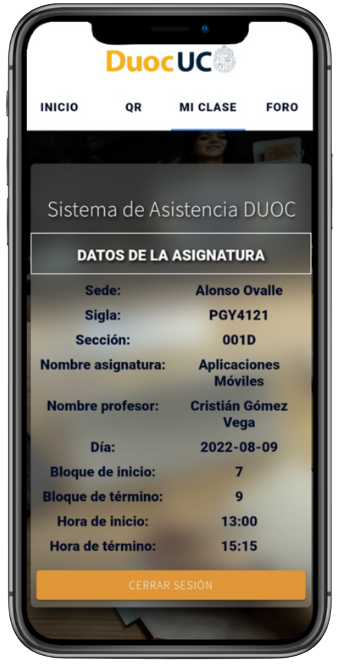 DuocUC
INICIO QR MI CLASE FORO
Sistema de Asistencia DUOC
DATOS DE LA ASIGNATURA
Sede: Alonso Ovalle
Sigla: PGY4121
Sección: 001D
Nombre asignatura: Aplicaciones
Móviles
Nombre profesor: Cristián Gómez
Vega
Día: 2022-08-09
Bloque de inicio: 7
Bloque de término: 9
Hora de inicio: 13:00
Hora de término: 15:15
CERRAR SESIÓN